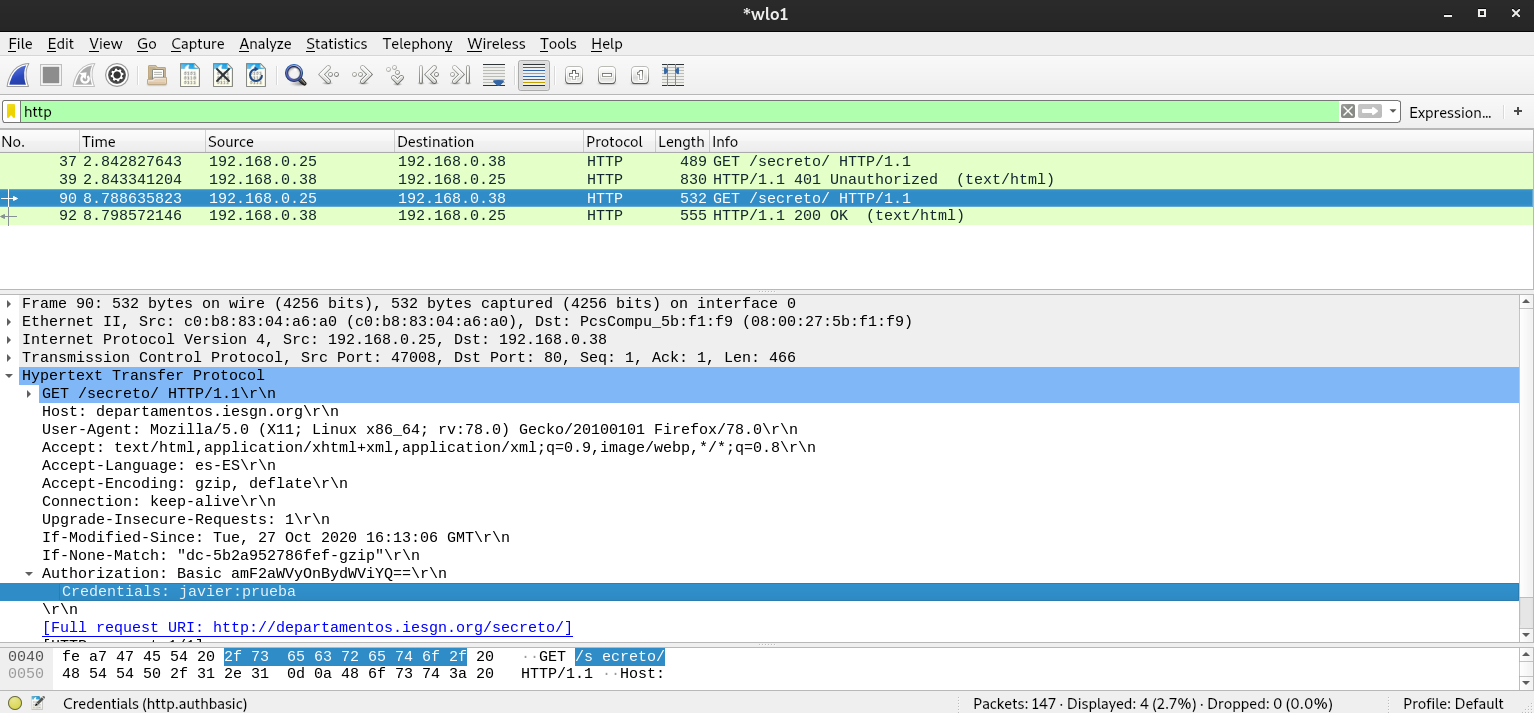 *wlo1
File Edit View Go Capture Analyze Statistics Telephony Wireless Tools Help
http Expression... +
No. Time Source Destination Protocol Length Info
37 2.842827643 192.168.0.25 192.168.0.38 HTTP 489 GET /secreto/ HTTP/1.1
39 2.843341204 192.168.0.38 192.168.0.25 HTTP 830 HTTP/1.1 401 Unauthorized (text/html)
90 8.788635823 192.168.0.25 192.168.0.38 HTTP 532 GET /secreto/ HTTP/1.1
92 8.798572146 192.168.0.38 192.168.0.25 HTTP 555 HTTP/1.1 200 OK (text/html)
Frame 90: 532 bytes on wire (4256 bits), 532 bytes captured (4256 bits) on interface 0
Ethernet II, Src: c0:b8:83:04:a6:a0 (c0:b8:83:04:a6:a0), Dst: PcsCompu_5b:f1:f9 (08:00:27:5b:f1:f9)
Internet Protocol Version 4, Src: 192.168.0.25, Dst: 192.168.0.38
Transmission Control Protocol, Src Port: 47008, Dst Port: 80, Seq: 1, Ack: 1, Len: 466
Hypertext Transfer Protocol
GET /secreto/ HTTP/1.1\r\n
Host: departamentos.iesgn.org\r\n
User-Agent: Mozilla/5.0 (X11; Linux x86_64; rv:78.0) Gecko/20100101 Firefox/78.0\r\n
Accept: text/html,application/xhtml+xml,application/xml;q=0.9,image/webp,*/*;q=0.8\r\n
Accept-Language: es-ES\r\n
Accept-Encoding: gzip, deflate\r\n
Connection: keep-alive\r\n
Upgrade-Insecure-Requests: 1\r\n
If-Modified-Since: Tue, 27 Oct 2020 16:13:06 GMT\r\n
If-None-Match: "dc-5b2a952786fef-gzip"\r\n
Authorization: Basic amF2aWVyOnBydWViYQ==\r\n
Credentials: javier:prueba
\r\n
[Full request URI: http://departamentos.iesgn.org/secreto/]
0040 fe a7 47 45 54 20 2f 73 65 63 72 65 74 6f 2f 20 ··GET /s ecreto/
0050 48 54 54 50 2f 31 2e 31 0d 0a 48 6f 73 74 3a 20 HTTP/1.1 ··Host:
Credentials (http.authbasic) Packets: 147 · Displayed: 4 (2.7%) · Dropped: 0 (0.0%) Profile: Default